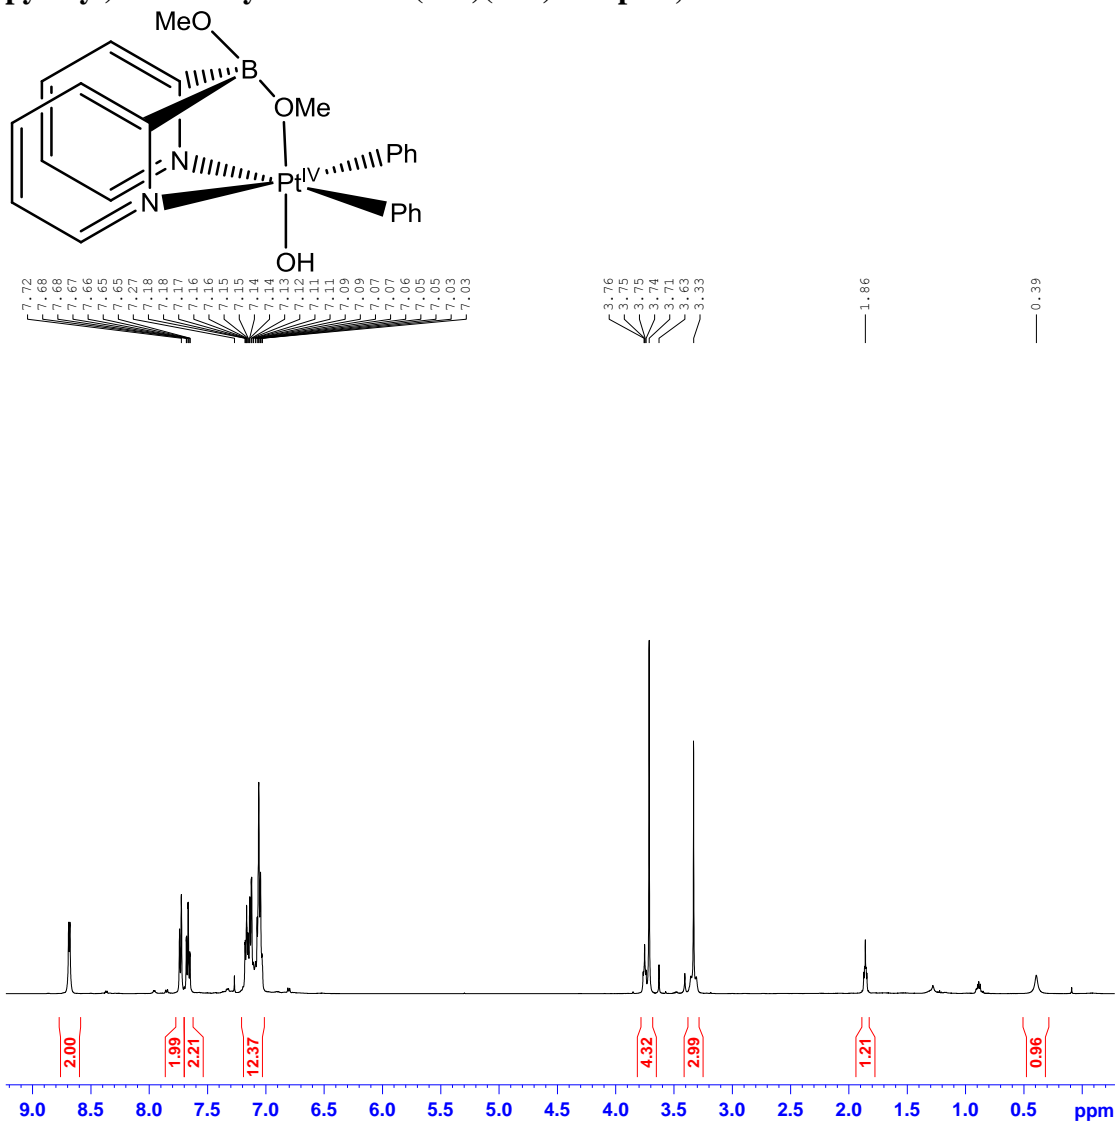 MeO
B
OMe
N
Ph
Pt IV
N
Ph
OH
7.72 7.68 7.68 7.67 7.66 7.65 7.65 7.27 7.18 7.18 7.17 7.16 7.16 7.15 7.15 7.14 7.14 7.13 7.12 7.11 7.11 7.09 7.09 7.07 7.07 7.06 7.05 7.05 7.03 7.03 3.76 3.75 3.75 3.74 3.71 3.63 3.33 1.86 0.39
2.00 1.99 2.21 12.37 4.32 2.99 1.21 0.96
9.0 8.5 8.0 7.5 7.0 6.5 6.0 5.5 5.0 4.5 4.0 3.5 3.0 2.5 2.0 1.5 1.0 0.5 ppm